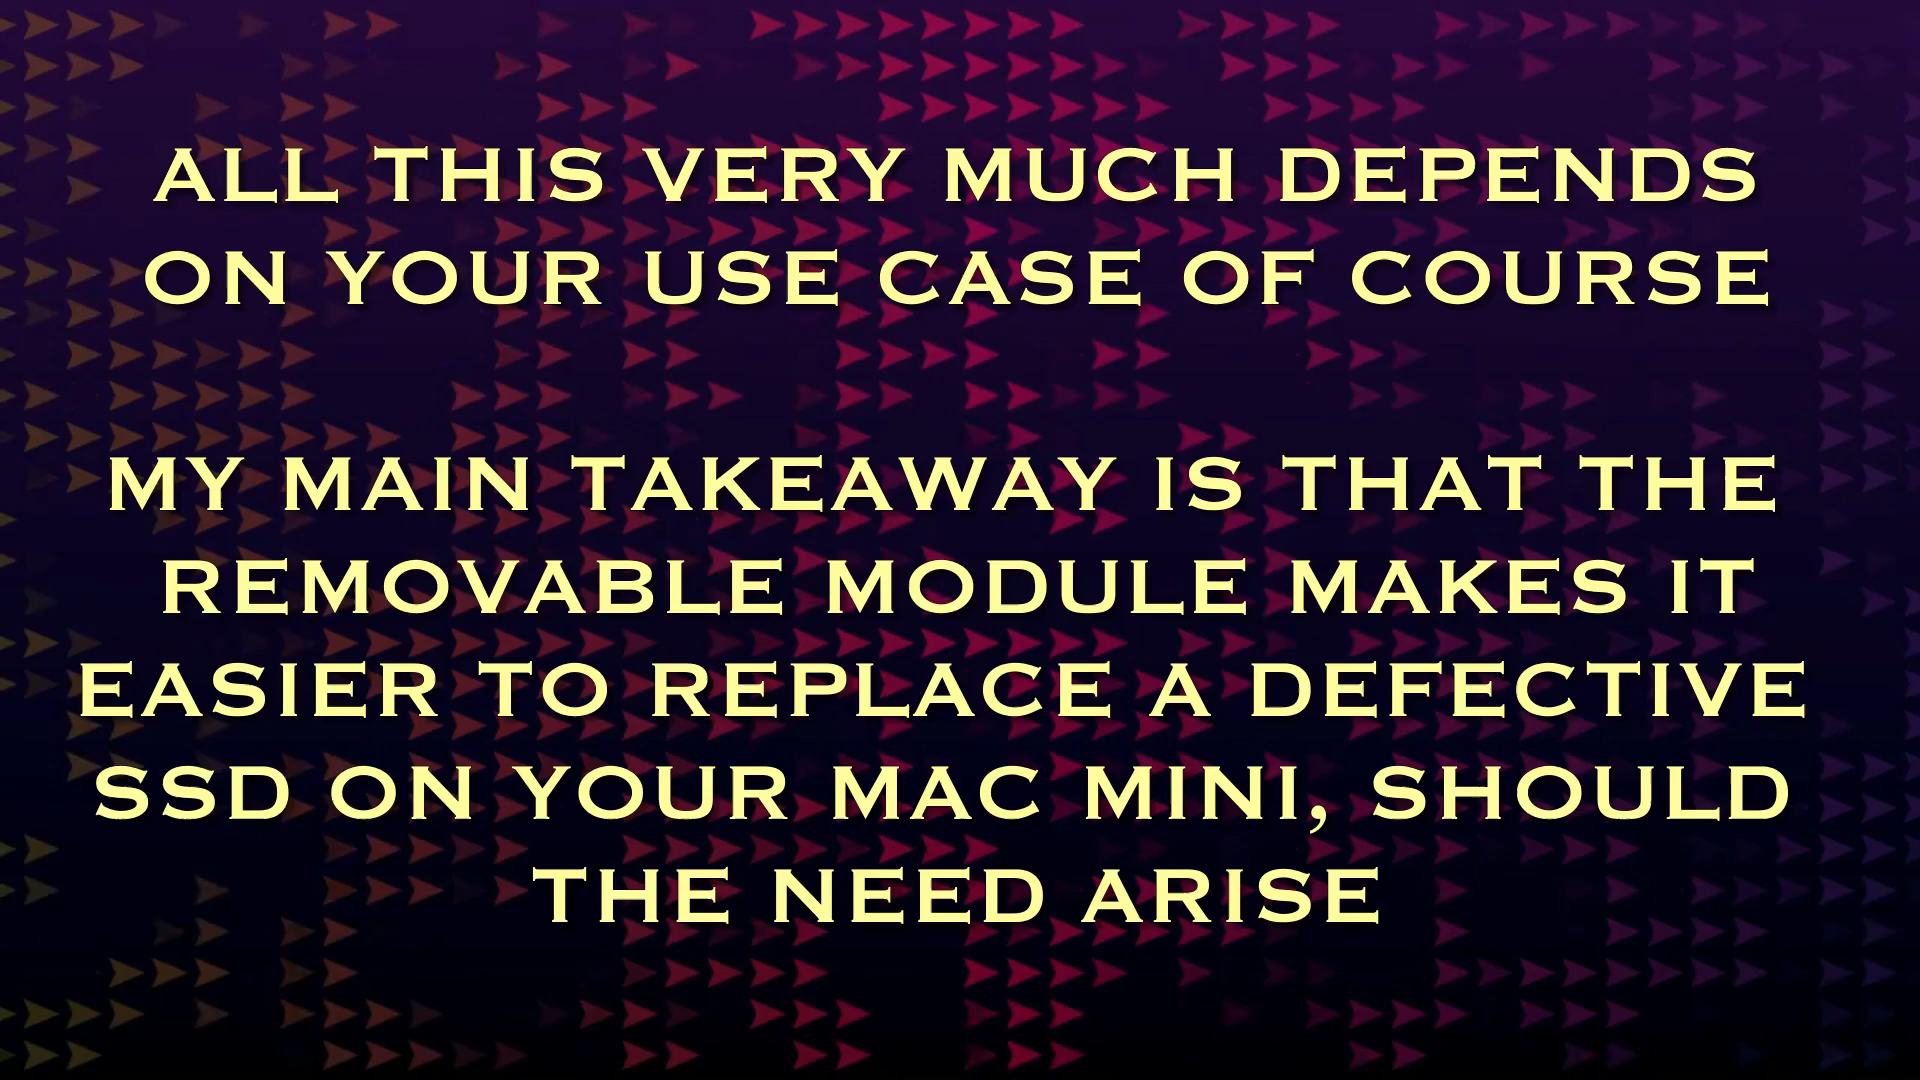 ALL THIS VERY MUCH DEPENDS
ON YOUR USE CASE OF COURSE
MY MAIN TAKEAWAY IS THAT THE
REMOVABLE MODULE MAKES IT
EASIER TO REPLACE A DEFECTIVE
SSD ON YOUR MAC MINI, SHOULD
THE NEED ARISE